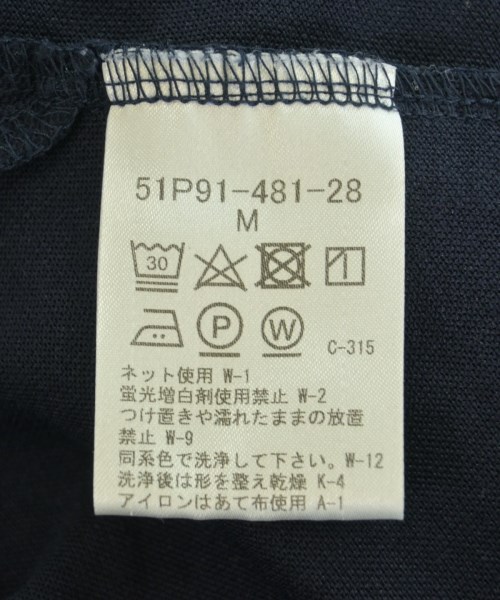 51P91-481-28
M
30
P W C-315
ネット使用 W-1
蛍光増白剤使用禁止 W-2
つけ置きや濡れたままの放置
禁止 W-9
同系色で洗浄して下さい。W-12
洗浄後は形を整え乾燥 K-4
アイロンはあて布使用 A-1